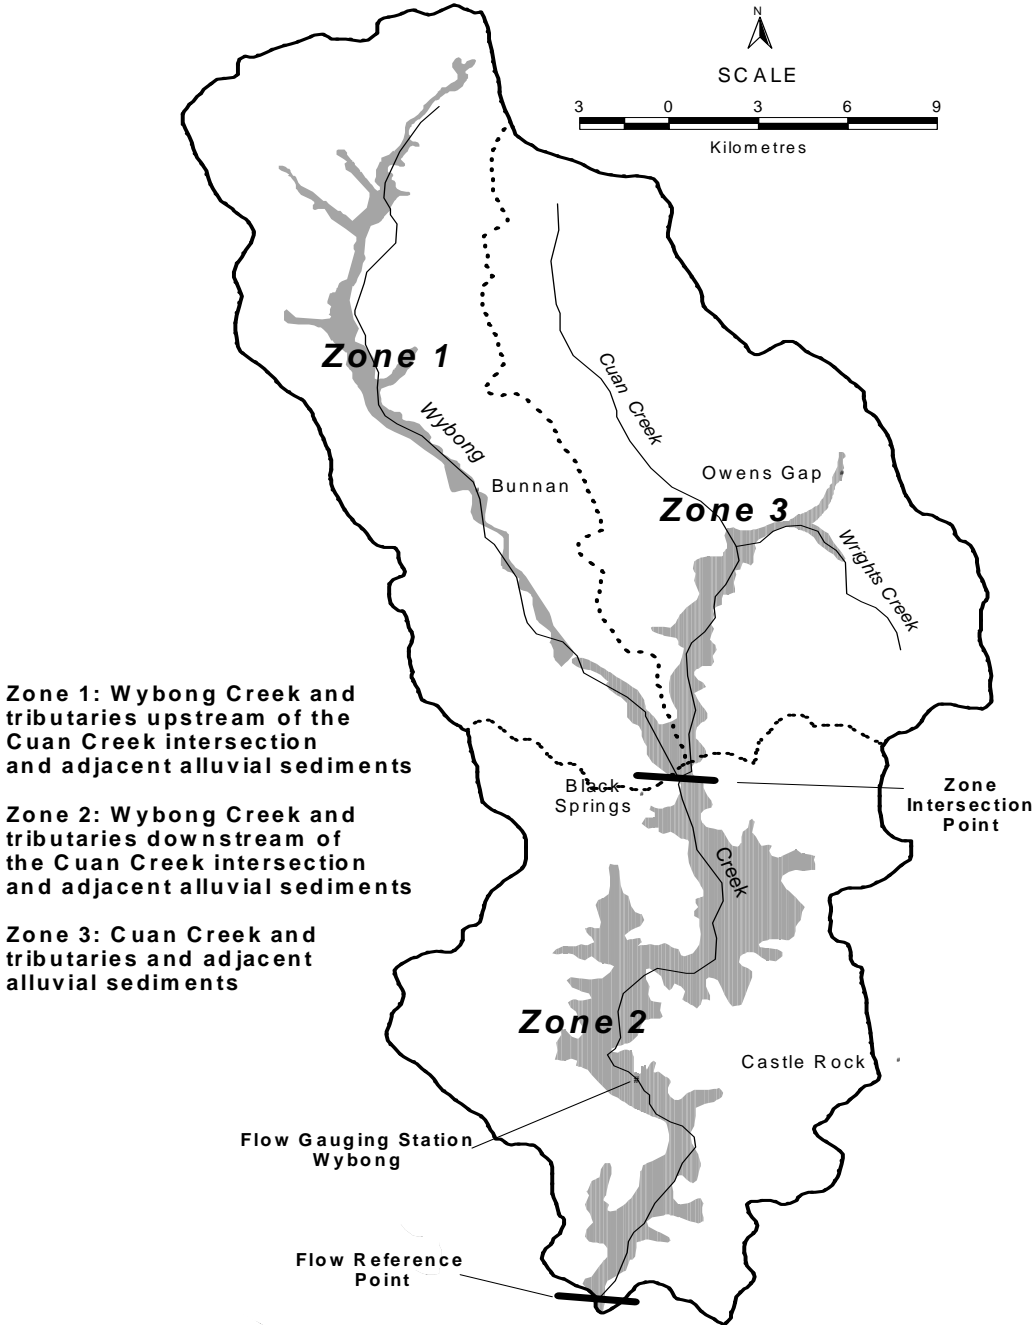 N
SCALE
3 0 3 6 9
Kilometres
Zone 1
Cuan Creek
Wybong
Owens Gap
Bunnan
Zone 3
Wrights Creek
Zone 1: Wybong Creek and
tributaries upstream of the
Cuan Creek intersection
and adjacent alluvial sediments
Black
Springs
Zone
Intersection
Point
Zone 2: Wybong Creek and
tributaries downstream of
the Cuan Creek intersection
and adjacent alluvial sediments
Creek
Zone 3: Cuan Creek and
tributaries and adjacent
alluvial sediments
Zone 2
Castle Rock
Flow Gauging Station
Wybong
Flow Reference
Point